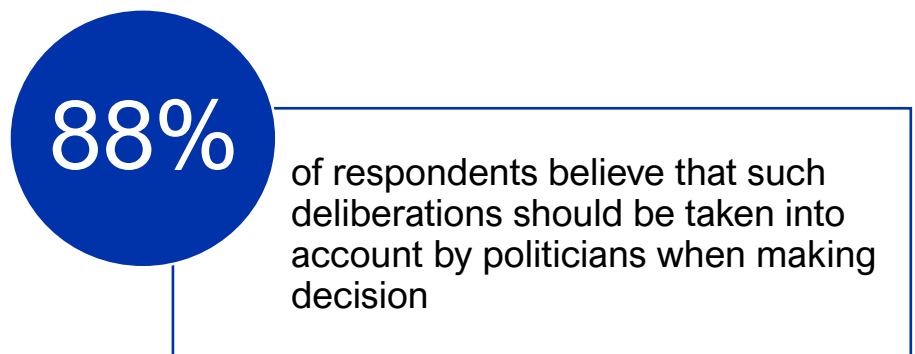 88%
of respondents believe that such
deliberations should be taken into
account by politicians when making
decision